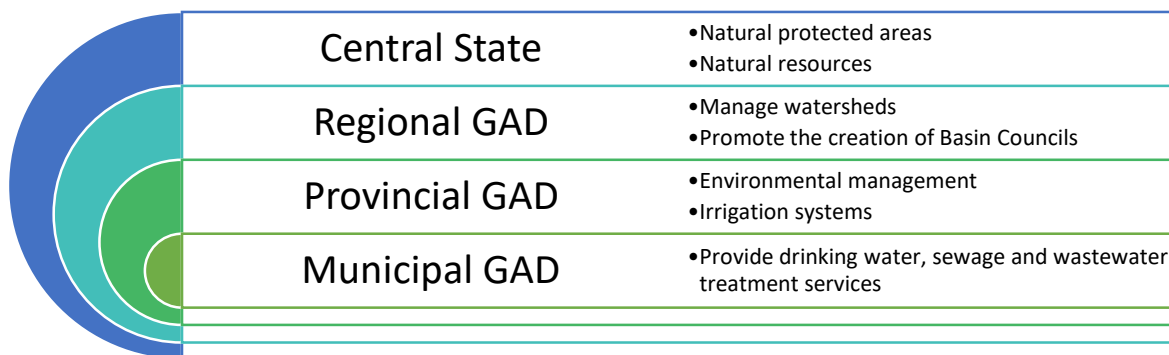 Central State
•Natural protected areas
•Natural resources
Regional GAD
•Manage watersheds
•Promote the creation of Basin Councils
Provincial GAD
•Environmental management
•Irrigation systems
Municipal GAD
•Provide drinking water, sewage and wastewater
treatment services